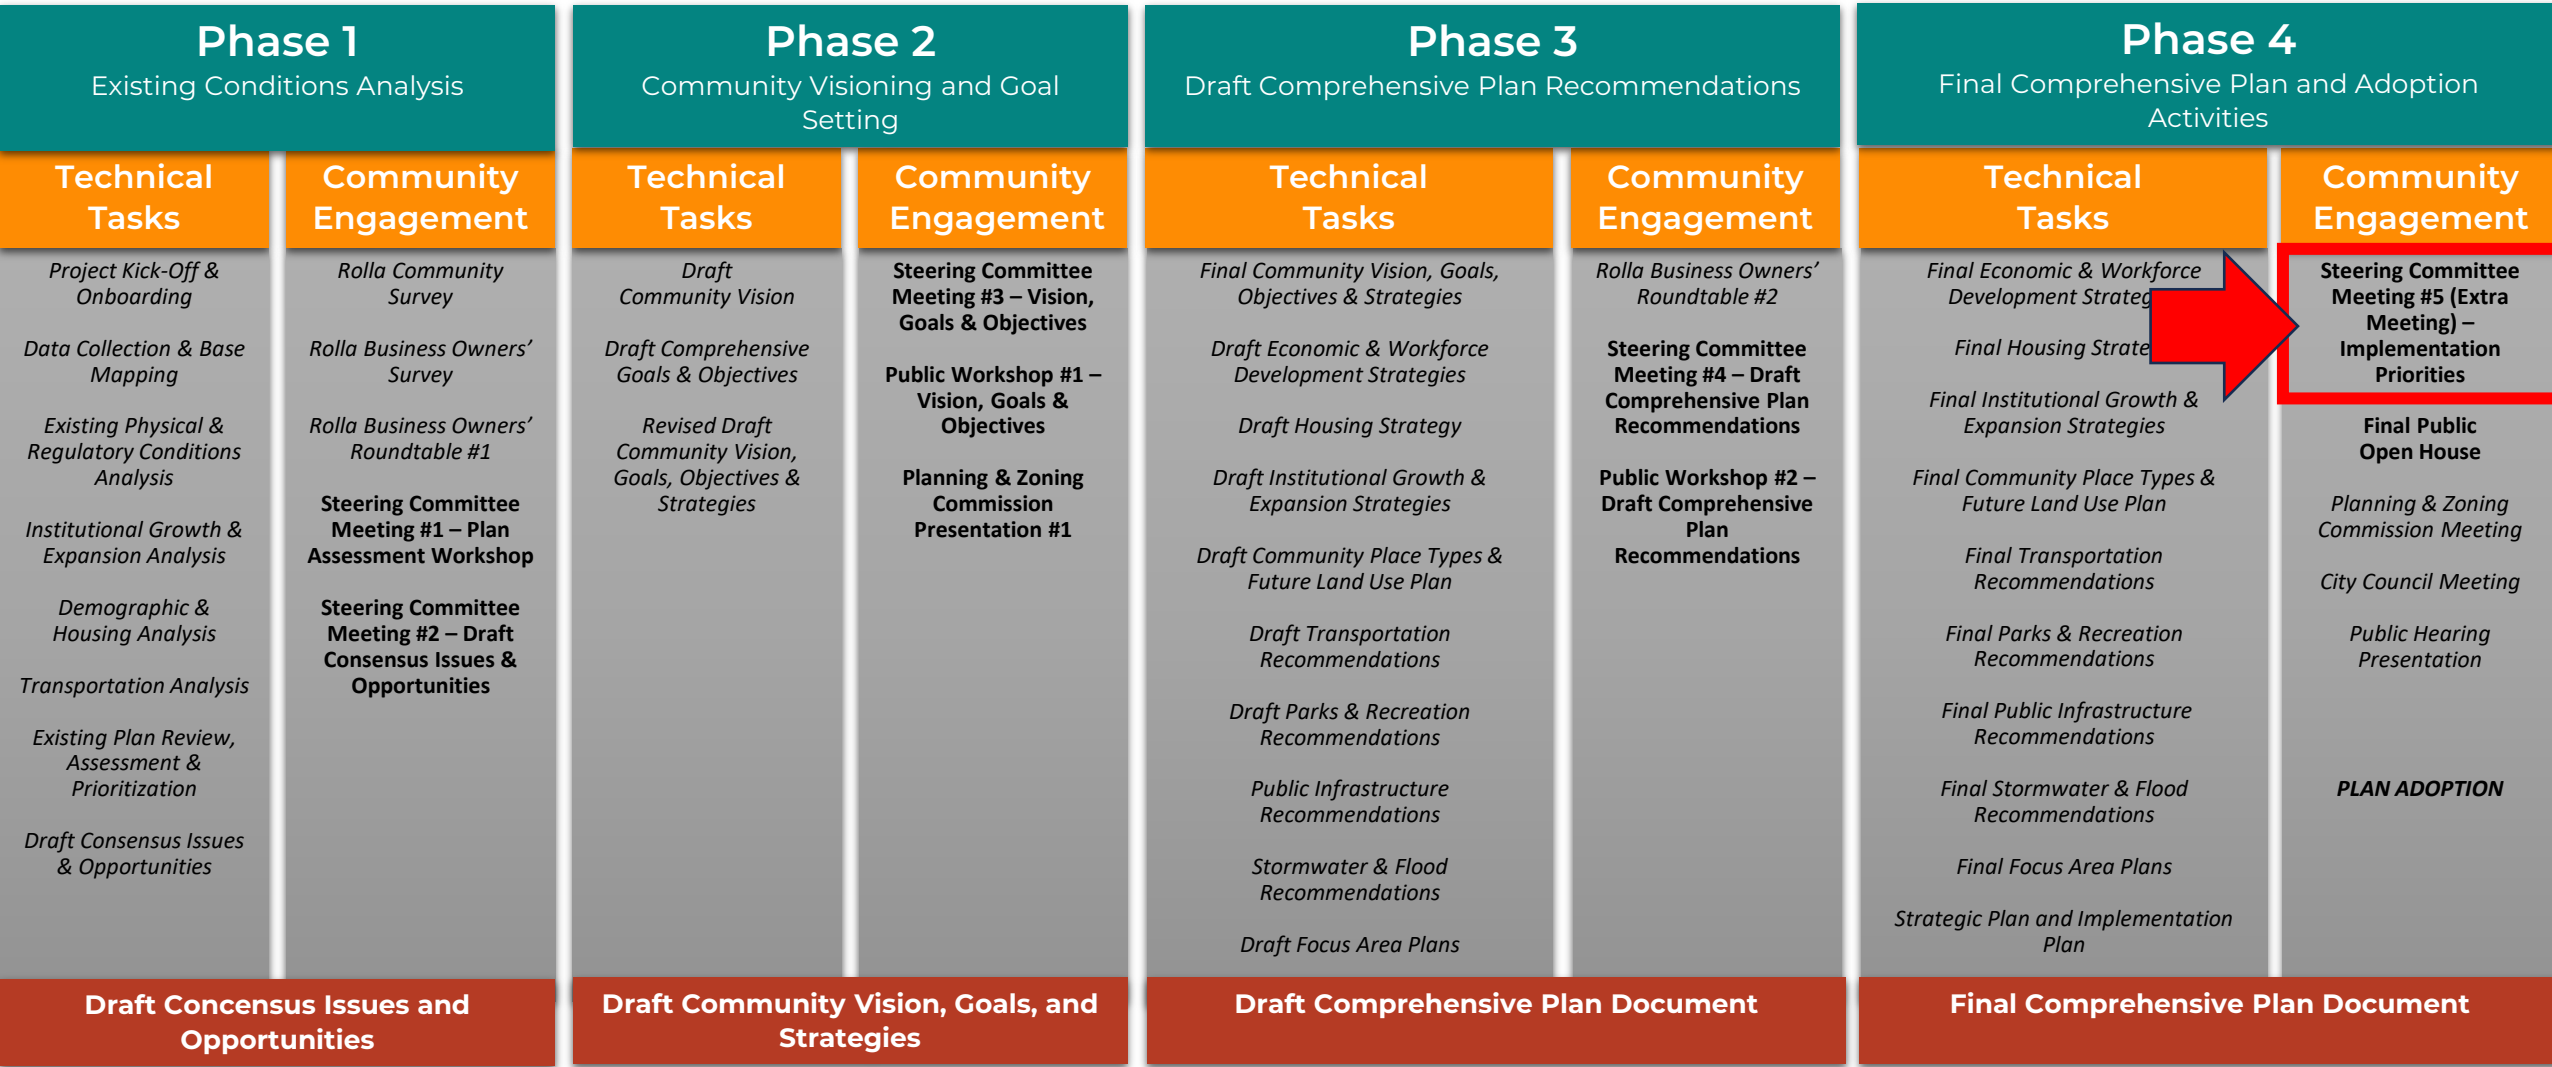 Phase 1
Existing Conditions Analysis
Technical
Tasks
Project Kick-Off &
Onboarding
Data Collection & Base
Mapping
Existing Physical &
Regulatory Conditions
Analysis
Institutional Growth &
Expansion Analysis
Demographic &
Housing Analysis
Transportation Analysis
Existing Plan Review,
Assessment &
Prioritization
Draft Consensus Issues
& Opportunities
Community
Engagement
Rolla Community
Survey
Rolla Business Owners’
Survey
Rolla Business Owners’
Roundtable #1
Steering Committee
Meeting #1 – Plan
Assessment Workshop
Steering Committee
Meeting #2 – Draft
Consensus Issues &
Opportunities
Draft Concensus Issues and
Opportunities
Phase 2
Community Visioning and Goal
Setting
Technical
Tasks
Draft
Community Vision
Draft Comprehensive
Goals & Objectives
Revised Draft
Community Vision,
Goals, Objectives &
Strategies
Community
Engagement
Steering Committee
Meeting #3 – Vision,
Goals & Objectives
Public Workshop #1 –
Vision, Goals &
Objectives
Planning & Zoning
Commission
Presentation #1
Draft Community Vision, Goals, and
Strategies
Phase 3
Draft Comprehensive Plan Recommendations
Technical
Tasks
Final Community Vision, Goals,
Objectives & Strategies
Draft Economic & Workforce
Development Strategies
Draft Housing Strategy
Draft Institutional Growth &
Expansion Strategies
Draft Community Place Types &
Future Land Use Plan
Draft Transportation
Recommendations
Draft Parks & Recreation
Recommendations
Public Infrastructure
Recommendations
Stormwater & Flood
Recommendations
Draft Focus Area Plans
Community
Engagement
Rolla Business Owners’
Roundtable #2
Steering Committee
Meeting #4 – Draft
Comprehensive Plan
Recommendations
Public Workshop #2 –
Draft Comprehensive
Plan
Recommendations
Draft Comprehensive Plan Document
Phase 4
Final Comprehensive Plan and Adoption
Activities
Technical
Tasks
Final Economic & Workforce
Development
Final Housing
Final Institutional Growth &
Expansion Strategies
Final Community Place Types &
Future Land Use Plan
Final Transportation
Recommendations
Final Parks & Recreation
Recommendations
Final Public Infrastructure
Recommendations
Final Stormwater & Flood
Recommendations
Final Focus Area Plans
Strategic Plan and Implementation
Plan
Community
Engagement
Steering Committee
Meeting #5 (Extra
Meeting) –
Implementation
Priorities
Final Public
Open House
Planning & Zoning
Commission Meeting
City Council Meeting
Public Hearing
Presentation
PLAN ADOPTION
Final Comprehensive Plan Document